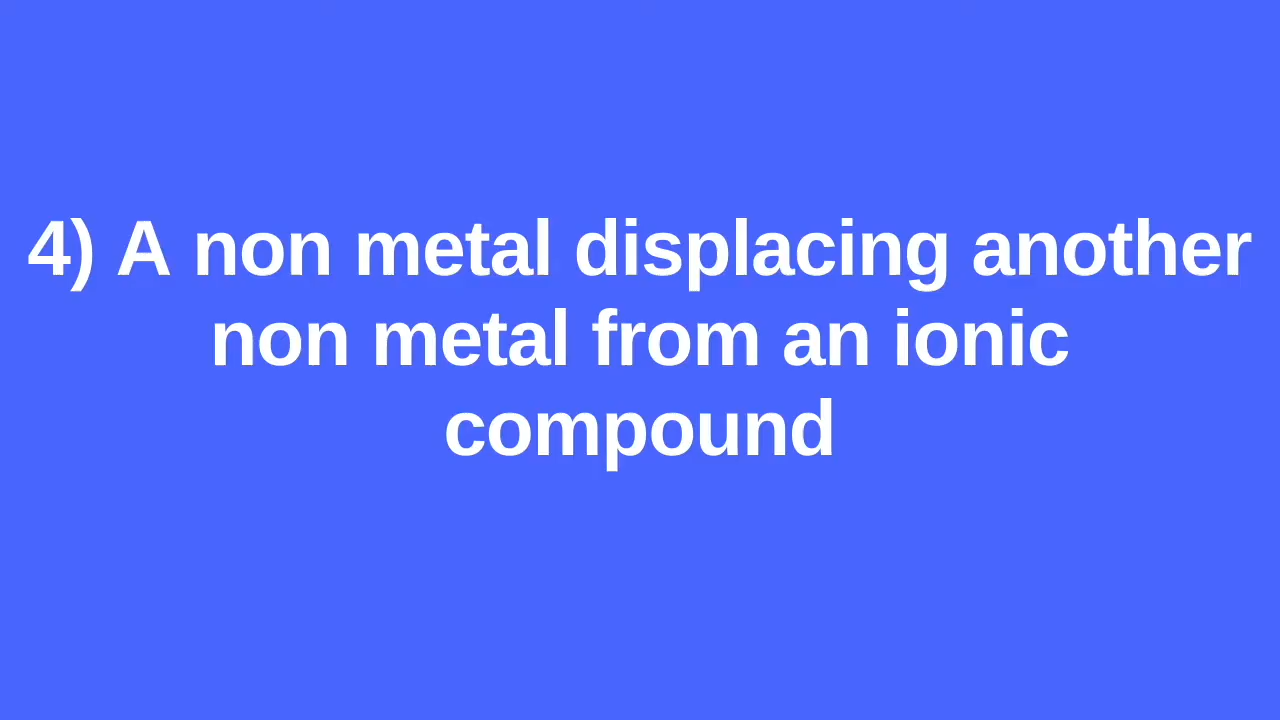 4) A non metal displacing another
non metal from an ionic
compound